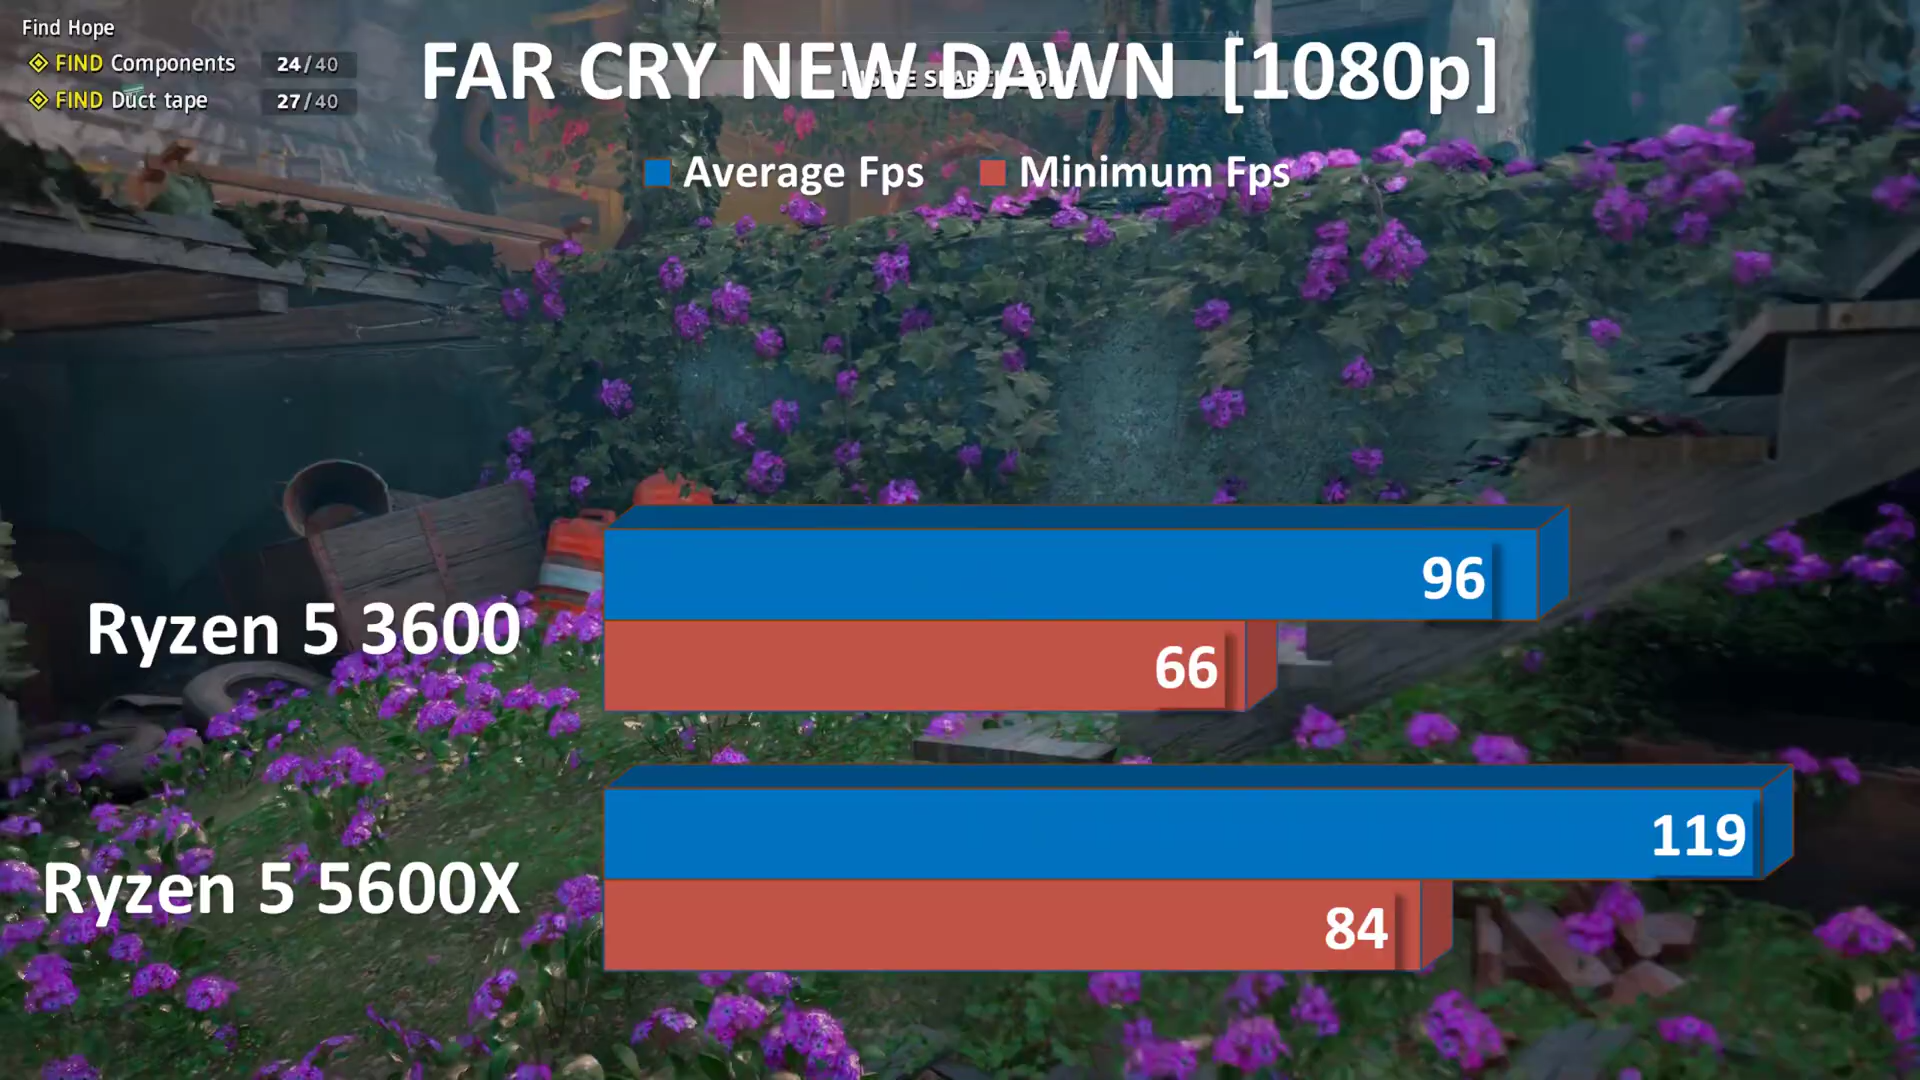 Find Hope
FIND Components 24/40
FIND Duct tape 27/40
FAR CRY NEW DAWN [1080p]
Average Fps Minimum Fps
96
Ryzen 5 3600
66
119
Ryzen 5 5600X
84